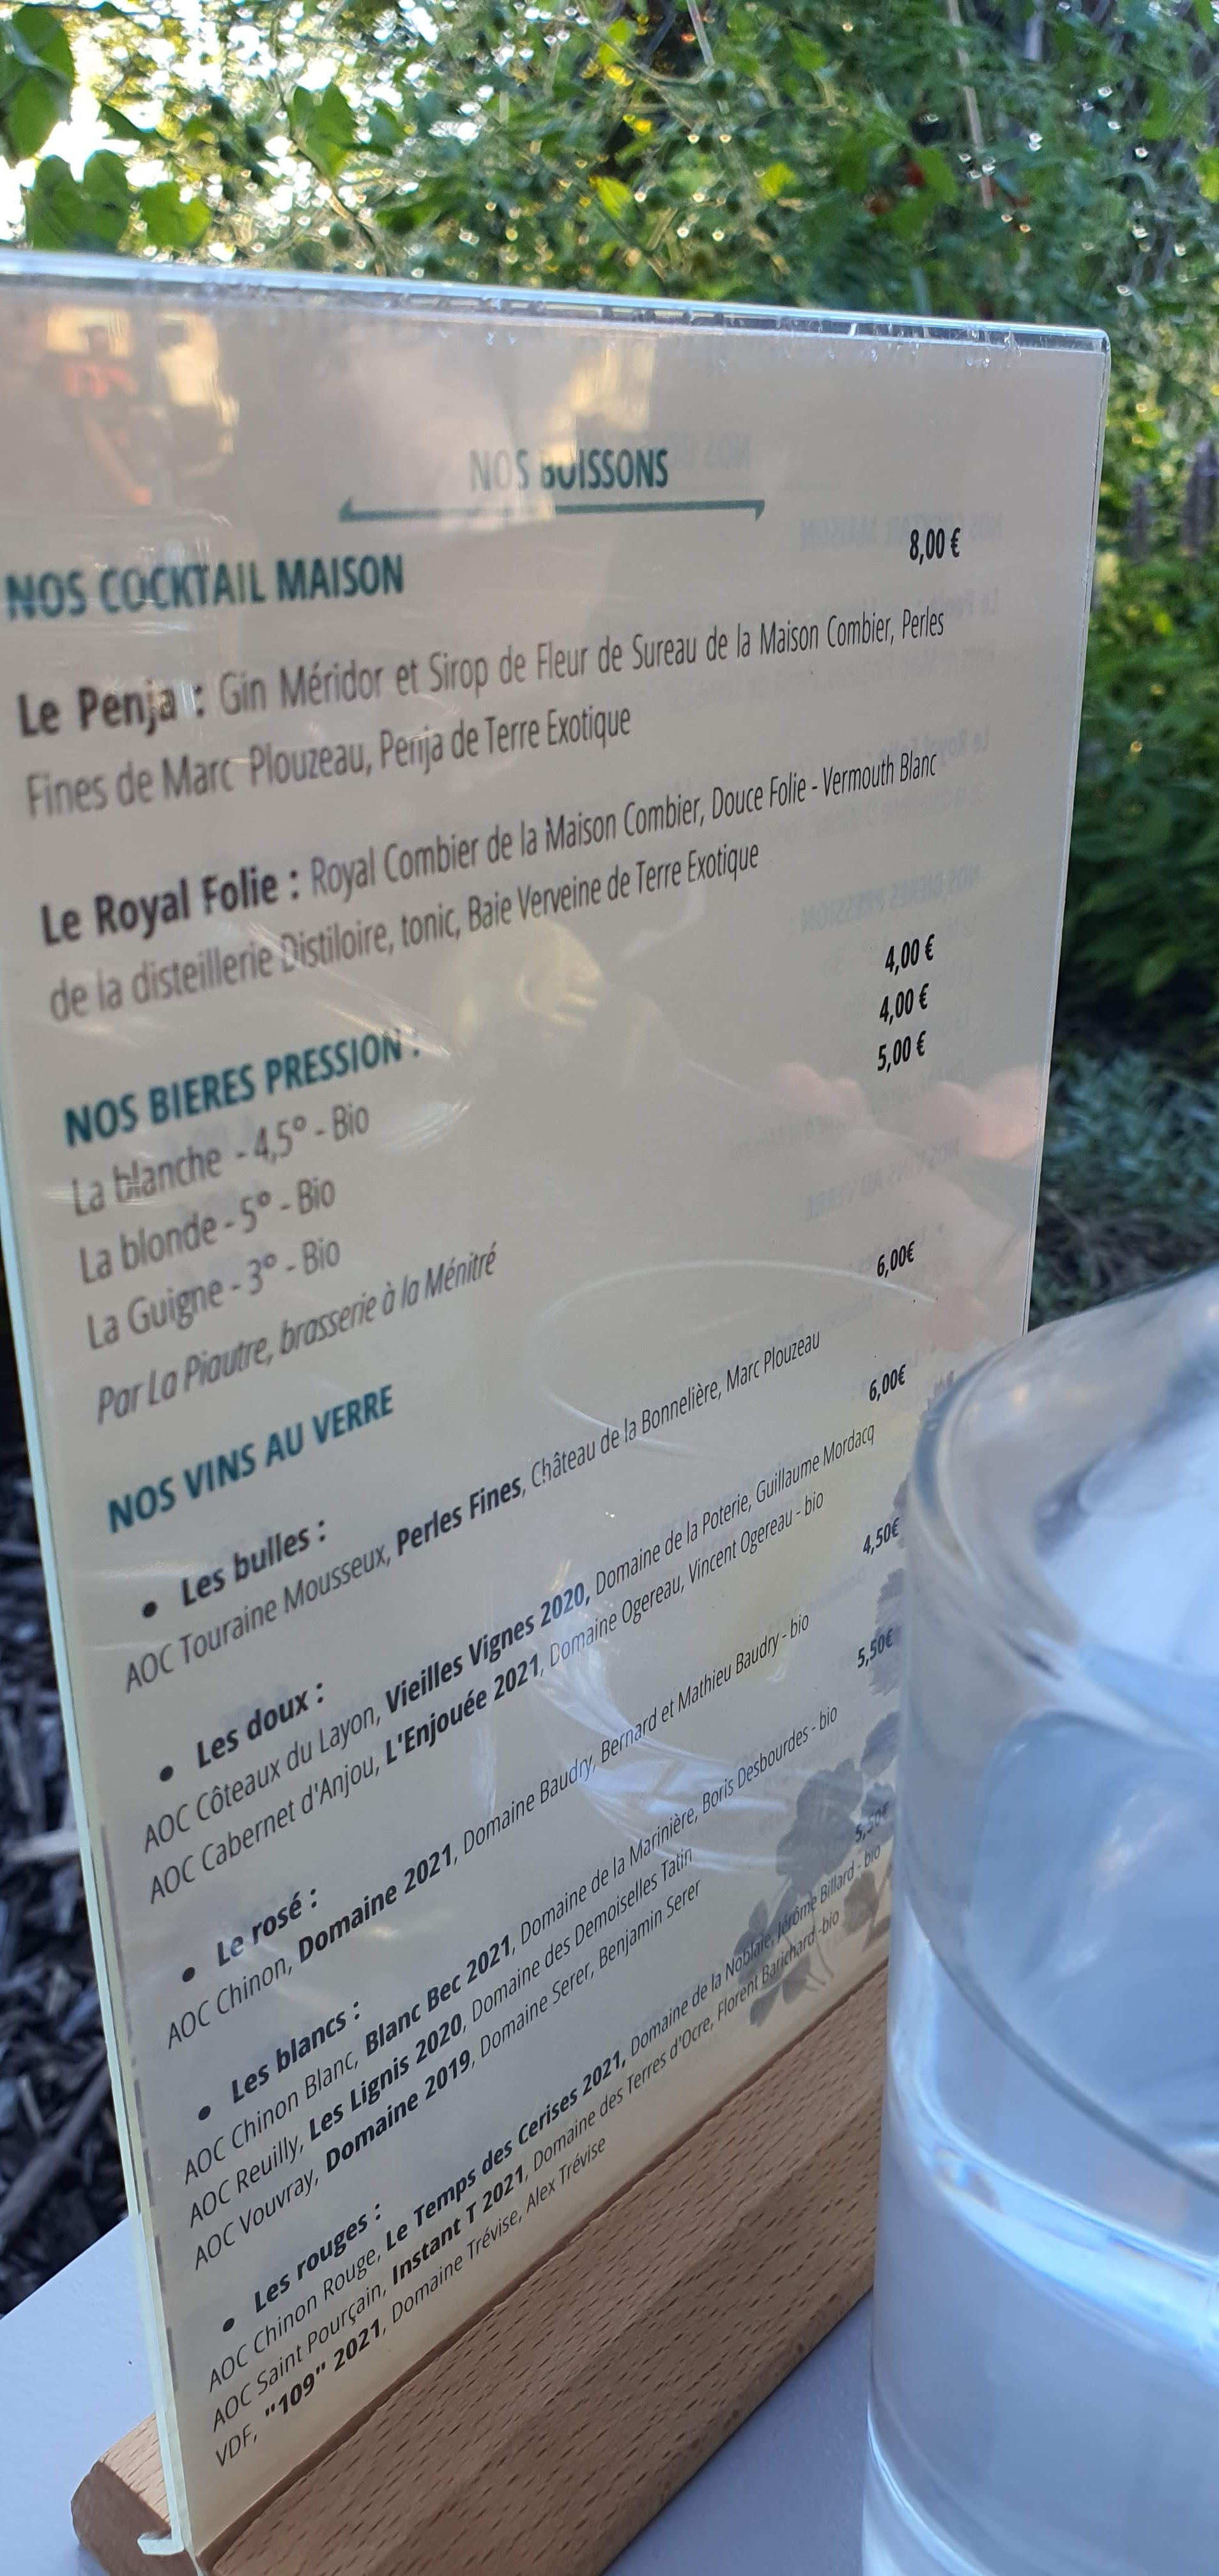 NOS BOISSONS
NOS COCKTAIL MAISON 8,00 €
Le Penja : Gin Méridor et Sirop de Fleur de Sureau de la Maison Combier, Perles
Fines de Marc Plouzeau, Penja de Terre Exotique
Le Royal Folie : Royal Combier de la Maison Combier, Douce Folie - Vermouth Blanc
de la disteillerie Distiloire, tonic, Baie Verveine de Terre Exotique
NOS BIERES PRESSION :
La blanche - 4,5° - Bio 4,00 €
La blonde - 5° - Bio 4,00 €
La Guigne - 3° - Bio 5,00 €
Par La Piautre, brasserie à la Ménitré
NOS VINS AU VERRE
• Les bulles : 6,00€
AOC Touraine Mousseux, Perles Fines, Château de la Bonnelière, Marc Plouzeau
• Les doux : 6,00€
AOC Côteaux du Layon, Vieilles Vignes 2020, Domaine de la Poterie, Guillaume Mordacq
AOC Cabernet d'Anjou, L'Enjouée 2021, Domaine Ogereau, Vincent Ogereau - bio
• Le rosé : 4,50€
AOC Chinon, Domaine 2021, Domaine Baudry, Bernard et Mathieu Baudry - bio
• Les blancs : 5,50€
AOC Chinon Blanc, Blanc Bec 2021, Domaine de la Marinière, Boris Desbourdes - bio
AOC Reuilly, Les Lignis 2020, Domaine des Demoiselles Tatin
AOC Vouvray, Domaine 2019, Domaine Serer, Benjamin Serer
• Les rouges : 5,50€
AOC Chinon Rouge, Le Temps des Cerises 2021, Domaine de la Noblaie, Jérôme Billard - bio
AOC Saint Pourçain, Instant T 2021, Domaine des Terres d'Ocre, Florent Barichard -bio
VDF, "109" 2021, Domaine Trévise, Alex Trévise